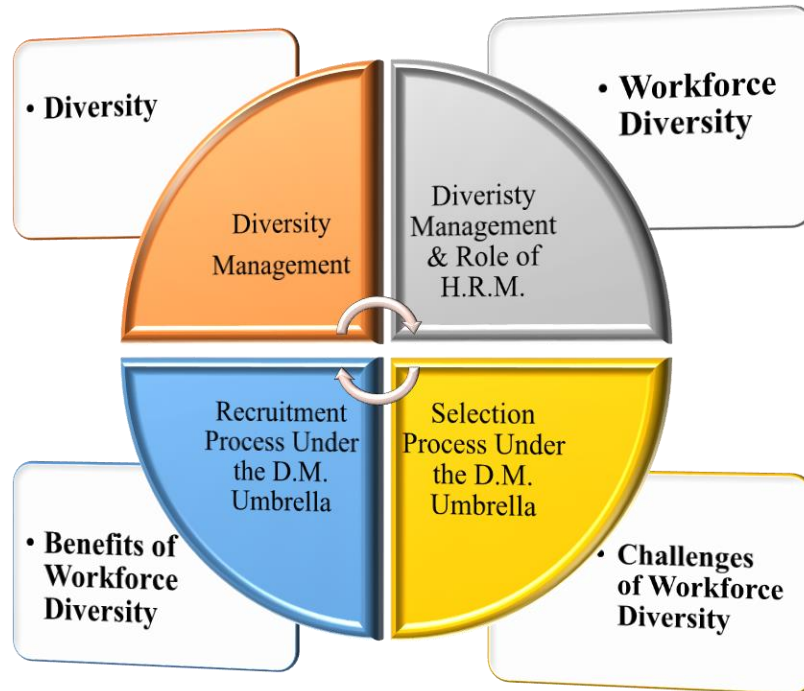 • Diversity
• Workforce
Diversity
Diversity
Management
Diveristy
Management
& Role of
H.R.M.
Recruitment
Process Under
the D.M.
Umbrella
Selection
Process Under
the D.M.
Umbrella
• Benefits of
Workforce
Diversity
• Challenges
of Workforce
Diversity